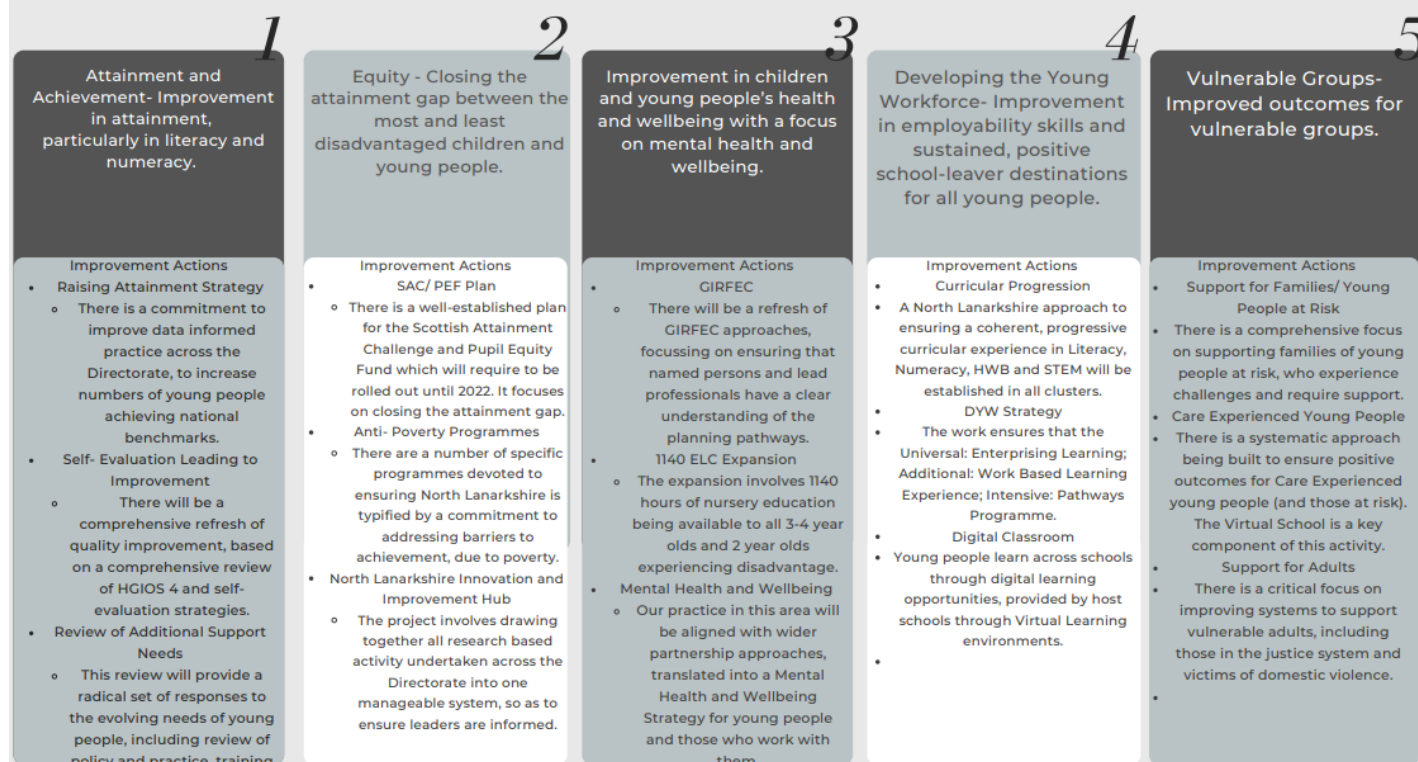 1
Attainment and
Achievement- Improvement
in attainment,
particularly in literacy and
numeracy.
Improvement Actions
• Raising Attainment Strategy
∘ There is a commitment to
improve data informed
practice across the
Directorate, to increase
numbers of young people
achieving national
benchmarks.
• Self- Evaluation Leading to
Improvement
∘ There will be a
comprehensive refresh of
quality improvement, based
on a comprehensive review
of HGIOS 4 and self-
evaluation strategies.
• Review of Additional Support
Needs
∘ This review will provide a
radical set of responses to
the evolving needs of young
people, including review of
policy and practice, training
2
Equity - Closing the
attainment gap between the
most and least
disadvantaged children and
young people.
Improvement Actions
• SAC/ PEF Plan
∘ There is a well-established plan
for the Scottish Attainment
Challenge and Pupil Equity
Fund which will require to be
rolled out until 2022. It focuses
on closing the attainment gap.
• Anti- Poverty Programmes
∘ There are a number of specific
programmes devoted to
ensuring North Lanarkshire is
typified by a commitment to
addressing barriers to
achievement, due to poverty.
• North Lanarkshire Innovation and
Improvement Hub
∘ The project involves drawing
together all research based
activity undertaken across the
Directorate into one
manageable system, so as to
ensure leaders are informed.
3
Improvement in children
and young people's health
and wellbeing with a focus
on mental health and
wellbeing.
Improvement Actions
• GIRFEC
∘ There will be a refresh of
GIRFEC approaches,
focussing on ensuring that
named persons and lead
professionals have a clear
understanding of the
planning pathways.
• 1140 ELC Expansion
∘ The expansion involves 1140
hours of nursery education
being available to all 3-4 year
olds and 2 year olds
experiencing disadvantage.
• Mental Health and Wellbeing
∘ Our practice in this area will
be aligned with wider
partnership approaches,
translated into a Mental
Health and Wellbeing
Strategy for young people
and those who work with
them
4
Developing the Young
Workforce- Improvement
in employability skills and
sustained, positive
school-leaver destinations
for all young people.
Improvement Actions
• Curricular Progression
• A North Lanarkshire approach to
ensuring a coherent, progressive
curricular experience in Literacy,
Numeracy, HWB and STEM will be
established in all clusters.
• DYW Strategy
• The work ensures that the
Universal: Enterprising Learning;
Additional: Work Based Learning
Experience; Intensive: Pathways
Programme.
• Digital Classroom
• Young people learn across schools
through digital learning
opportunities, provided by host
schools through Virtual Learning
environments.
•
5
Vulnerable Groups-
Improved outcomes for
vulnerable groups.
Improvement Actions
• Support for Families/ Young
People at Risk
• There is a comprehensive focus
on supporting families of young
people at risk, who experience
challenges and require support.
• Care Experienced Young People
• There is a systematic approach
being built to ensure positive
outcomes for Care Experienced
young people (and those at risk).
The Virtual School is a key
component of this activity.
• Support for Adults
• There is a critical focus on
improving systems to support
vulnerable adults, including
those in the justice system and
victims of domestic violence.
•